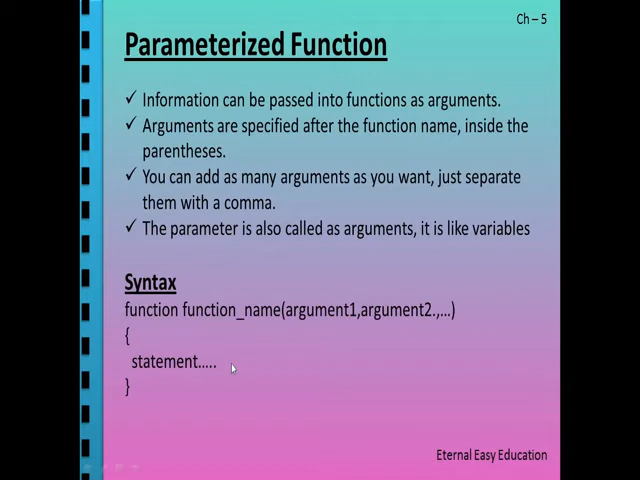 Ch – 5
Parameterized Function
✓ Information can be passed into functions as arguments.
✓ Arguments are specified after the function name, inside the
parentheses.
✓ You can add as many arguments as you want, just separate
them with a comma.
✓ The parameter is also called as arguments, it is like variables
Syntax
function function_name(argument1,argument2.,...)
{
statement.....
}
Eternal Easy Education